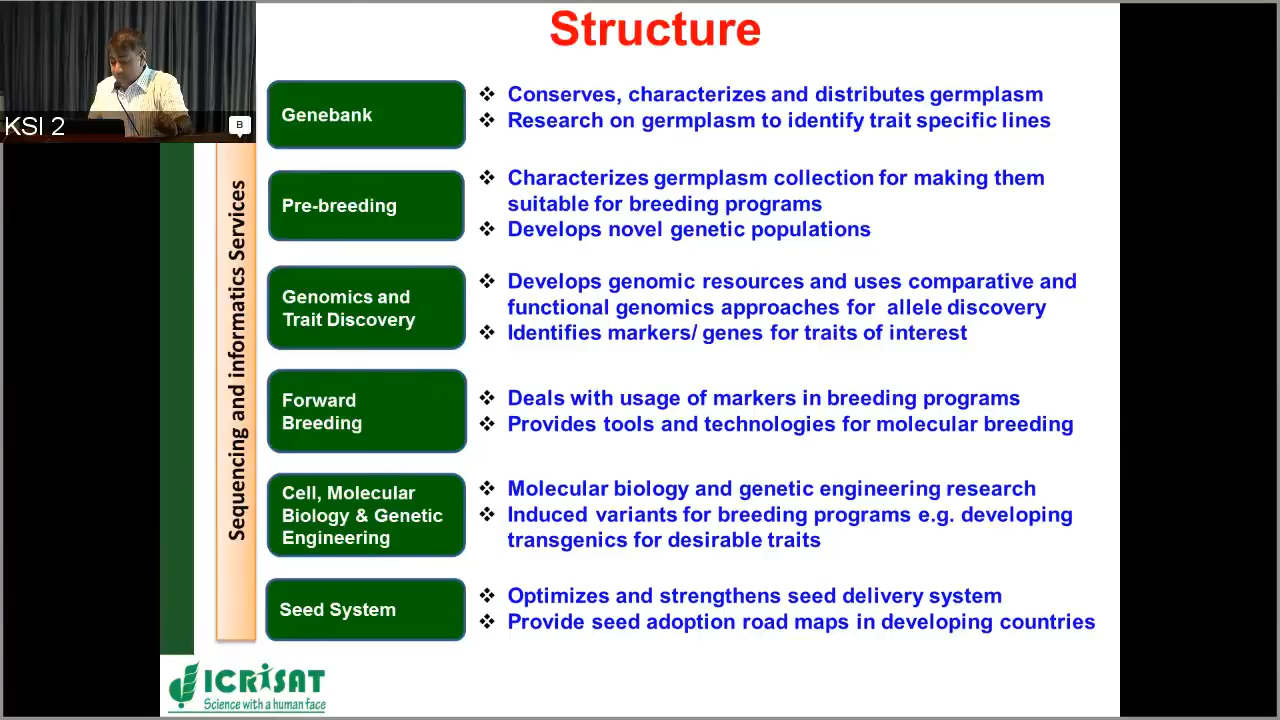 Structure
KSI 2
B
Sequencing and informatics Services
Genebank
❖ Conserves, characterizes and distributes germplasm
❖ Research on germplasm to identify trait specific lines
Pre-breeding
❖ Characterizes germplasm collection for making them
suitable for breeding programs
❖ Develops novel genetic populations
Genomics and
Trait Discovery
❖ Develops genomic resources and uses comparative and
functional genomics approaches for allele discovery
❖ Identifies markers/ genes for traits of interest
Forward
Breeding
❖ Deals with usage of markers in breeding programs
❖ Provides tools and technologies for molecular breeding
Cell, Molecular
Biology & Genetic
Engineering
❖ Molecular biology and genetic engineering research
❖ Induced variants for breeding programs e.g. developing
transgenics for desirable traits
Seed System
❖ Optimizes and strengthens seed delivery system
❖ Provide seed adoption road maps in developing countries
ICRISAT
Science with a human face